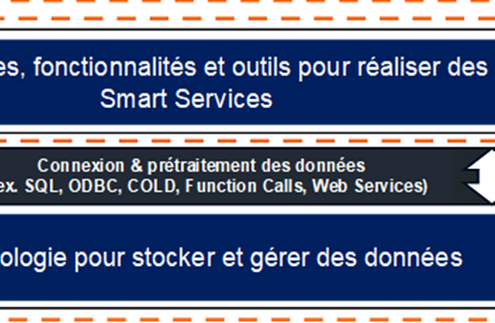 es, fonctionnalités et outils pour réaliser des
Smart Services
Connexion & prétraitement des données
ex. SQL, ODBC, COLD, Function Calls, Web Services)
ologie pour stocker et gérer des données